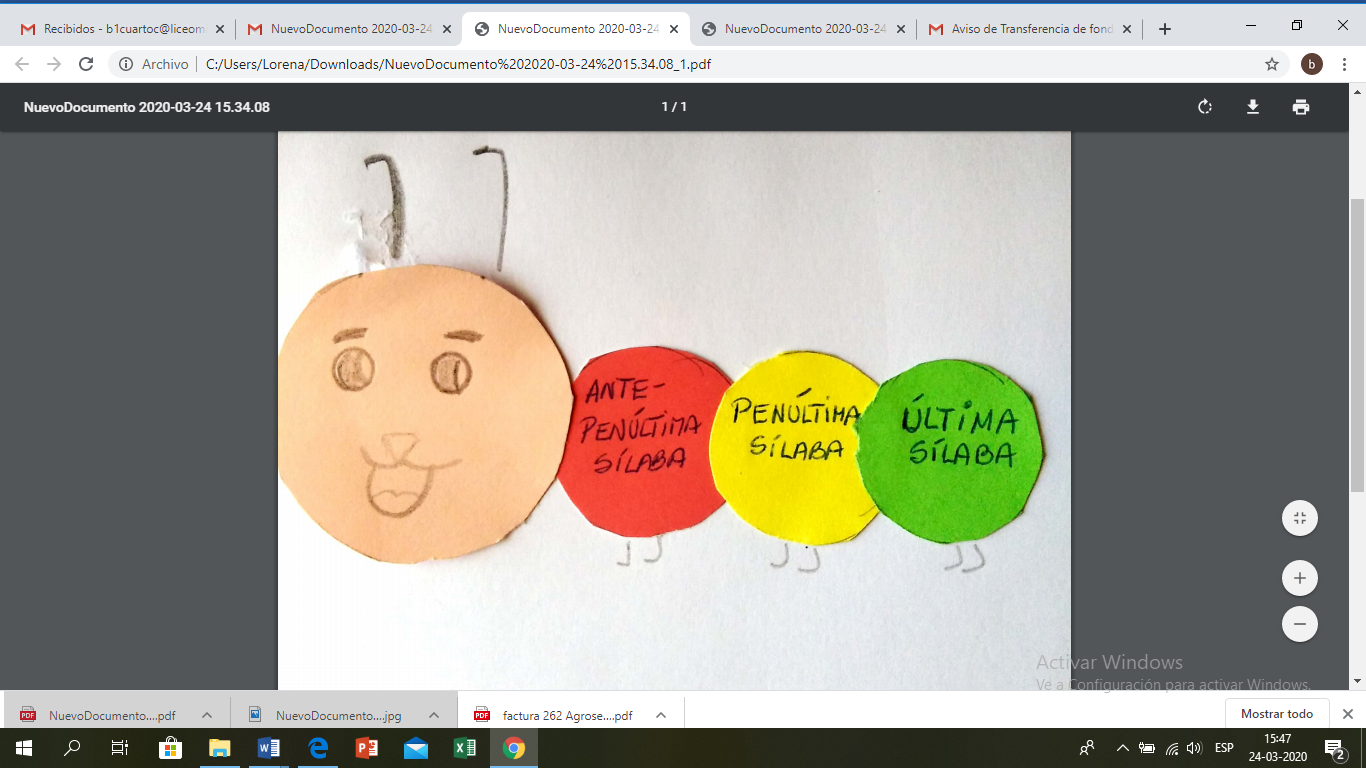 Recibidos - b1cuartoc@liceom
NuevoDocumento 2020-03-24
NuevoDocumento 2020-03-24
NuevoDocumento 2020-03-24
Aviso de Transferencia de fond
Archivo
C:/Users/Lorena/Downloads/NuevoDocumento%202020-03-24%2015.34.08_1.pdf
b
NuevoDocumento 2020-03-24 15.34.08
1 / 1
ANTE-
PENÚLTIMA
SÍLABA
PENÚLTIMA
SÍLABA
ÚLTIMA
SÍLABA
Activar Windows
Ve a Configuración para activar Windows.
NuevoDocumento....pdf
NuevoDocumento....jpg
factura 262 Agrose....pdf
Mostrar todo
ESP
15:47
24-03-2020
2